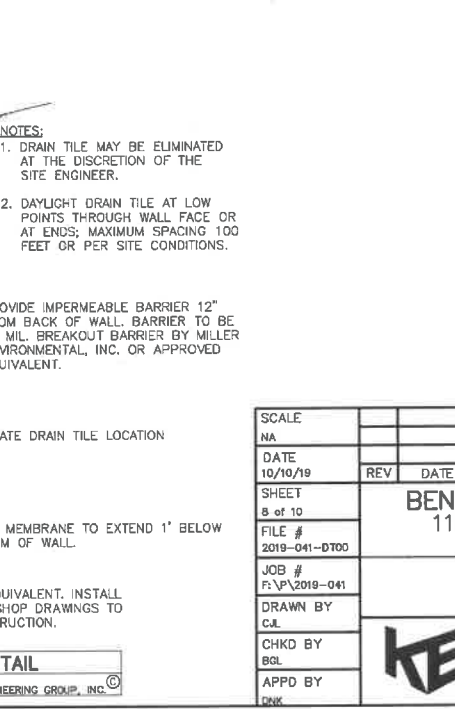 NOTES:
1. DRAIN TILE MAY BE ELIMINATED
AT THE DISCRETION OF THE
SITE ENGINEER.
2. DAYLIGHT DRAIN TILE AT LOW
POINTS THROUGH WALL FACE OR
AT ENDS; MAXIMUM SPACING 100
FEET OR PER SITE CONDITIONS.
OVIDE IMPERMEABLE BARRIER 12"
OM BACK OF WALL. BARRIER TO BE
MIL. BREAKOUT BARRIER BY MILLER
VIRONMENTAL, INC. OR APPROVED
UIVALENT.
ATE DRAIN TILE LOCATION
MEMBRANE TO EXTEND 1' BELOW
M OF WALL.
QUIVALENT. INSTALL
SHOP DRAWINGS TO
RUCTION.
TAIL
NEERING GROUP, INC.©
SCALE
NA
DATE
10/10/19
REV DATE
SHEET
8 of 10
BEN
11
FILE #
2019-041-DT00
JOB #
F:\P\2019-041
DRAWN BY
CJL
CHKD BY
BGL
APPD BY
DNK
KE